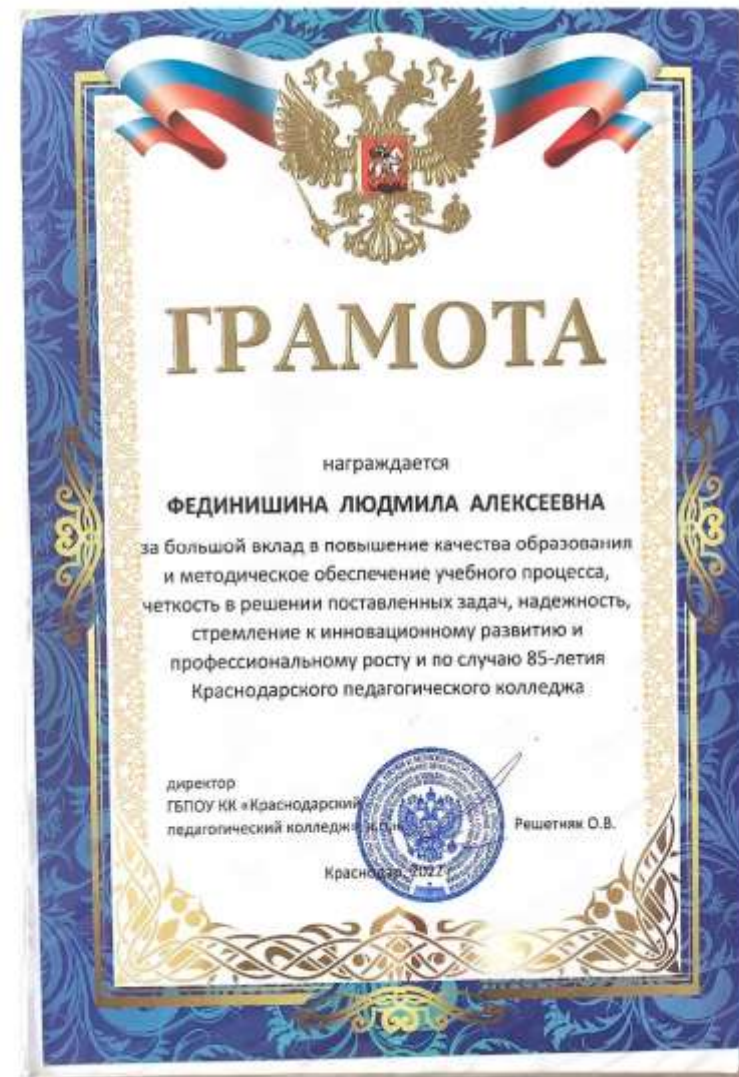 ГРАМОТА
награждается
ФЕДИНИШИНА ЛЮДМИЛА АЛЕКСЕЕВНА
за большой вклад в повышение качества образования
и методическое обеспечение учебного процесса,
четкость в решении поставленных задач, надежность,
стремление к инновационному развитию и
профессиональному росту и по случаю 85-летия
Краснодарского педагогического колледжа
директор
ГБПОУ КК «Краснодарский
педагогический колледж» Решетняк О.В.
Краснодар, 2022